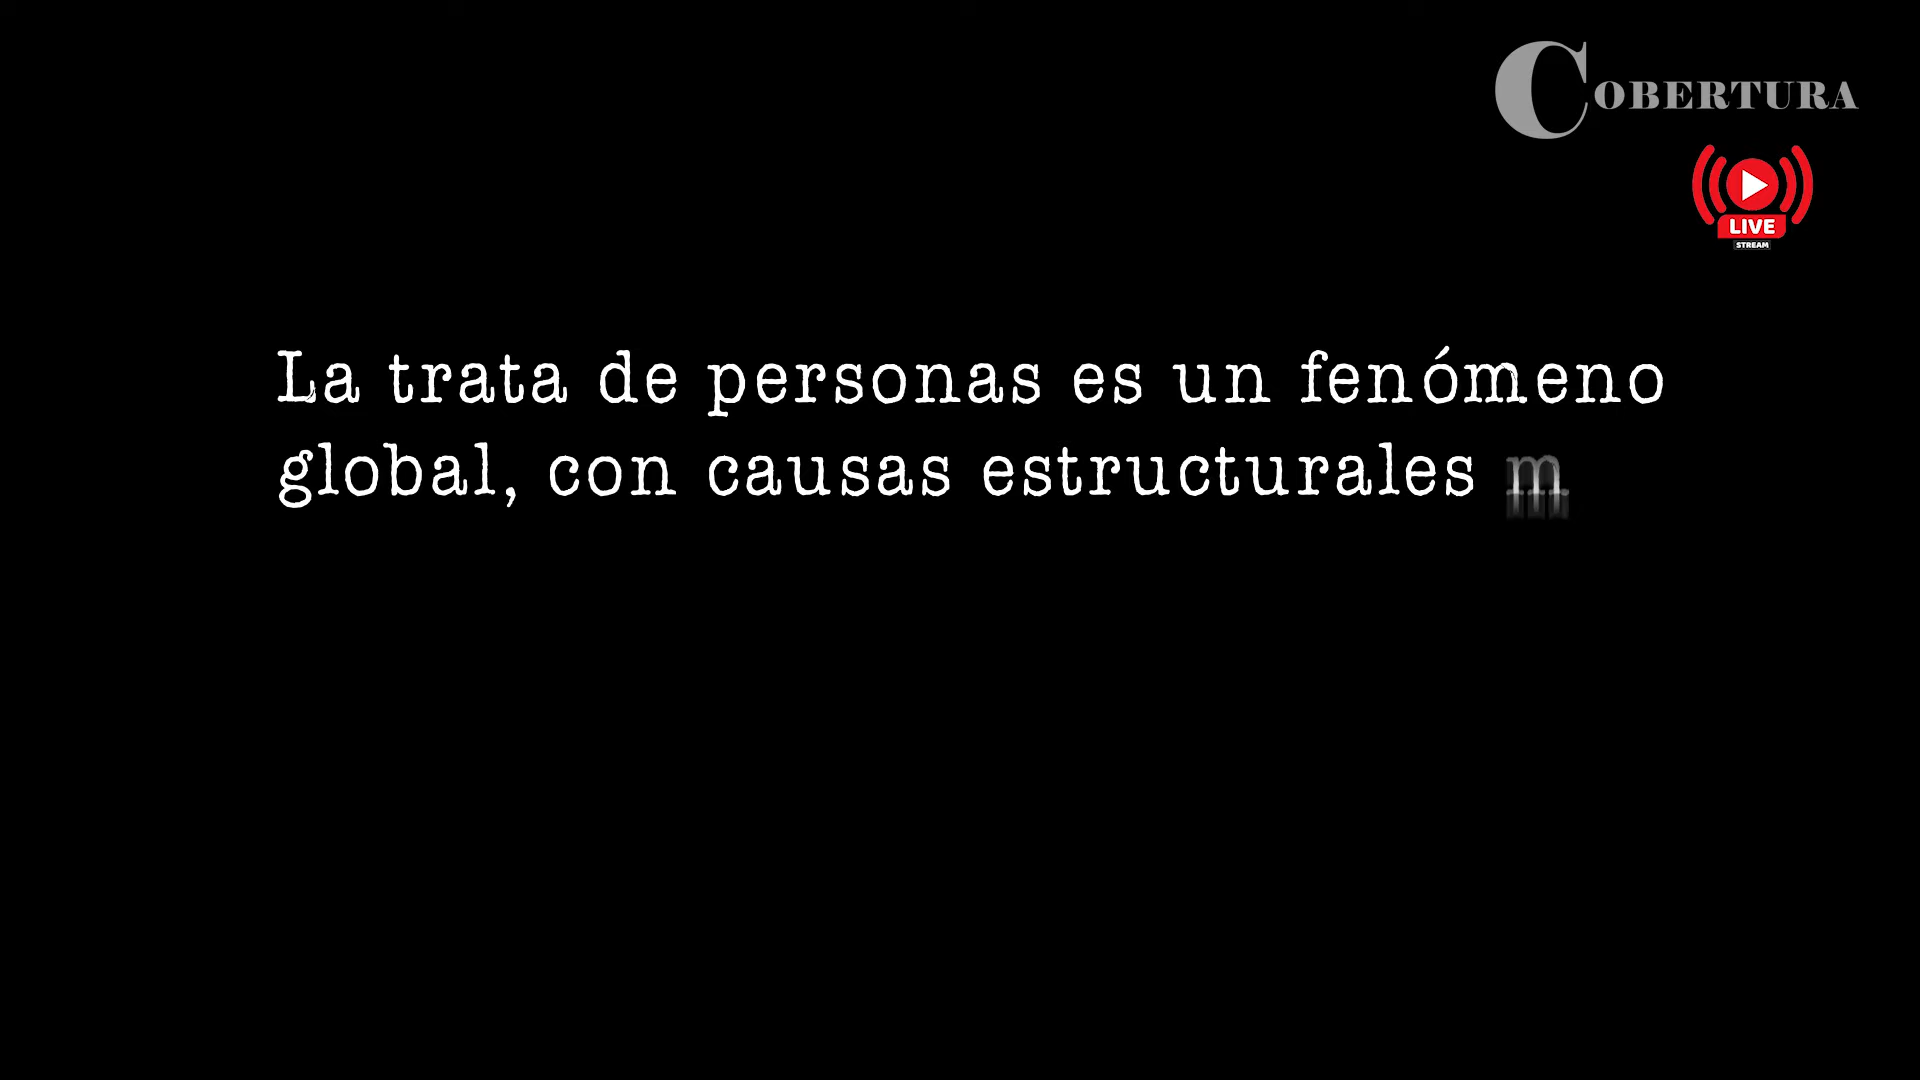 COBERTURA
LIVE
STREAM
La trata de personas es un fenómeno
global, con causas estructurales m